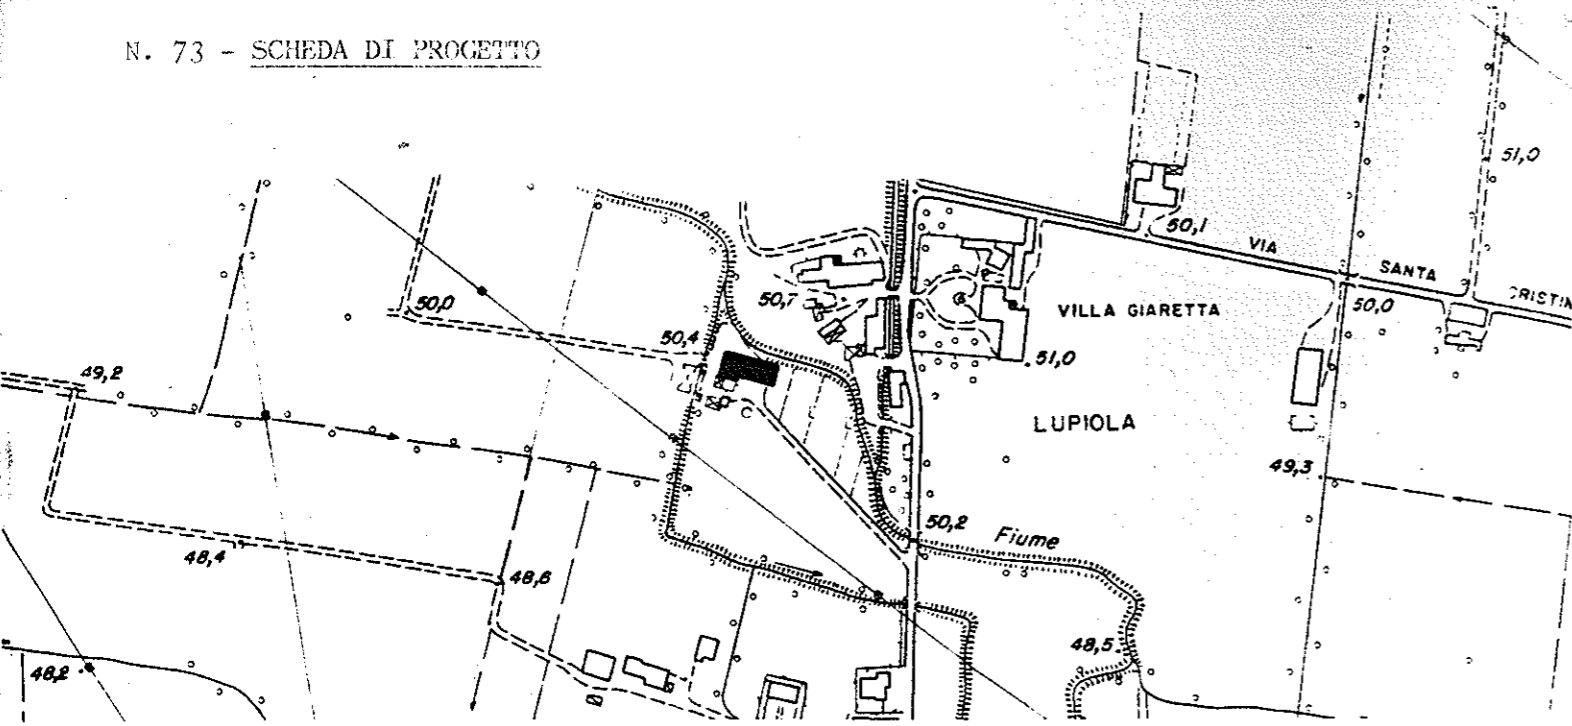 N. 73 - SCHEDA DI PROGETTO
51,0
50,1
VIA
SANTA
CRISTIN
50,0
50,7
VILLA GIARETTA
50,0
50,4
51,0
49,2
C
LUPIOLA
49,3
50,2
Fiume
48,4
48,6
48,5
48,2